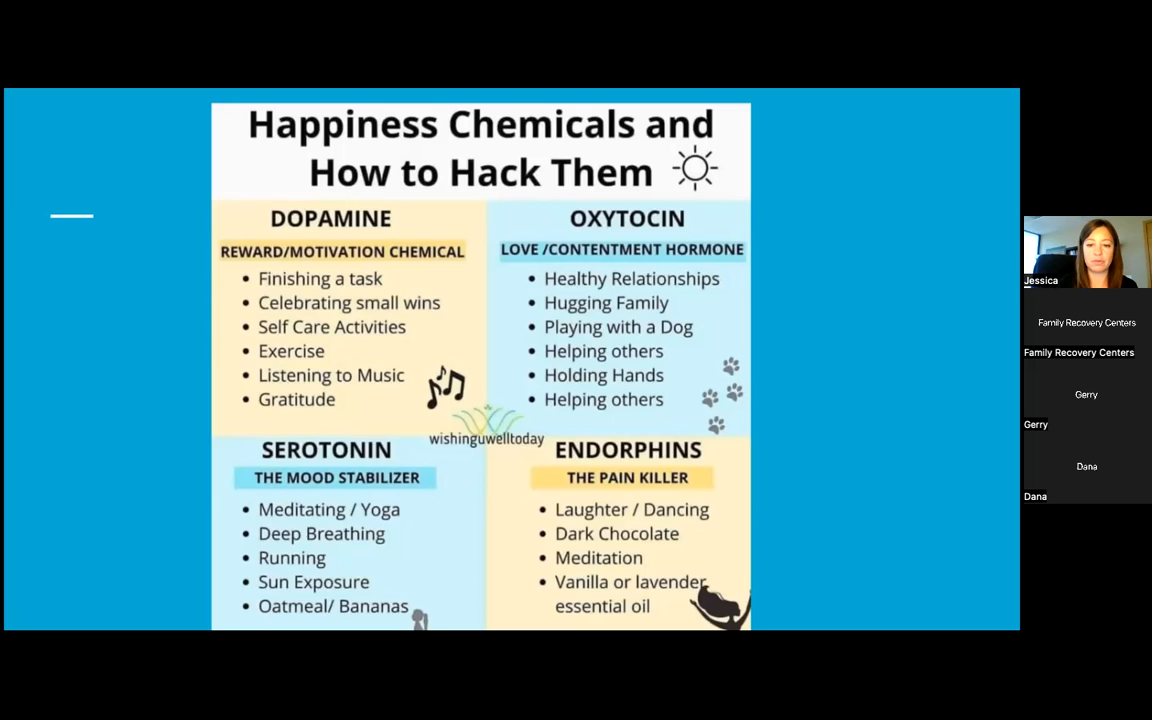 Happiness Chemicals and
How to Hack Them
DOPAMINE
REWARD/MOTIVATION CHEMICAL
• Finishing a task
• Celebrating small wins
• Self Care Activities
• Exercise
• Listening to Music
• Gratitude
OXYTOCIN
LOVE /CONTENTMENT HORMONE
• Healthy Relationships
• Hugging Family
• Playing with a Dog
• Helping others
• Holding Hands
• Helping others
wishinguwelltoday
SEROTONIN
THE MOOD STABILIZER
• Meditating / Yoga
• Deep Breathing
• Running
• Sun Exposure
• Oatmeal/ Bananas
ENDORPHINS
THE PAIN KILLER
• Laughter / Dancing
• Dark Chocolate
• Meditation
• Vanilla or lavender
essential oil
Jessica
Family Recovery Centers
Family Recovery Centers
Gerry
Gerry
Dana
Dana